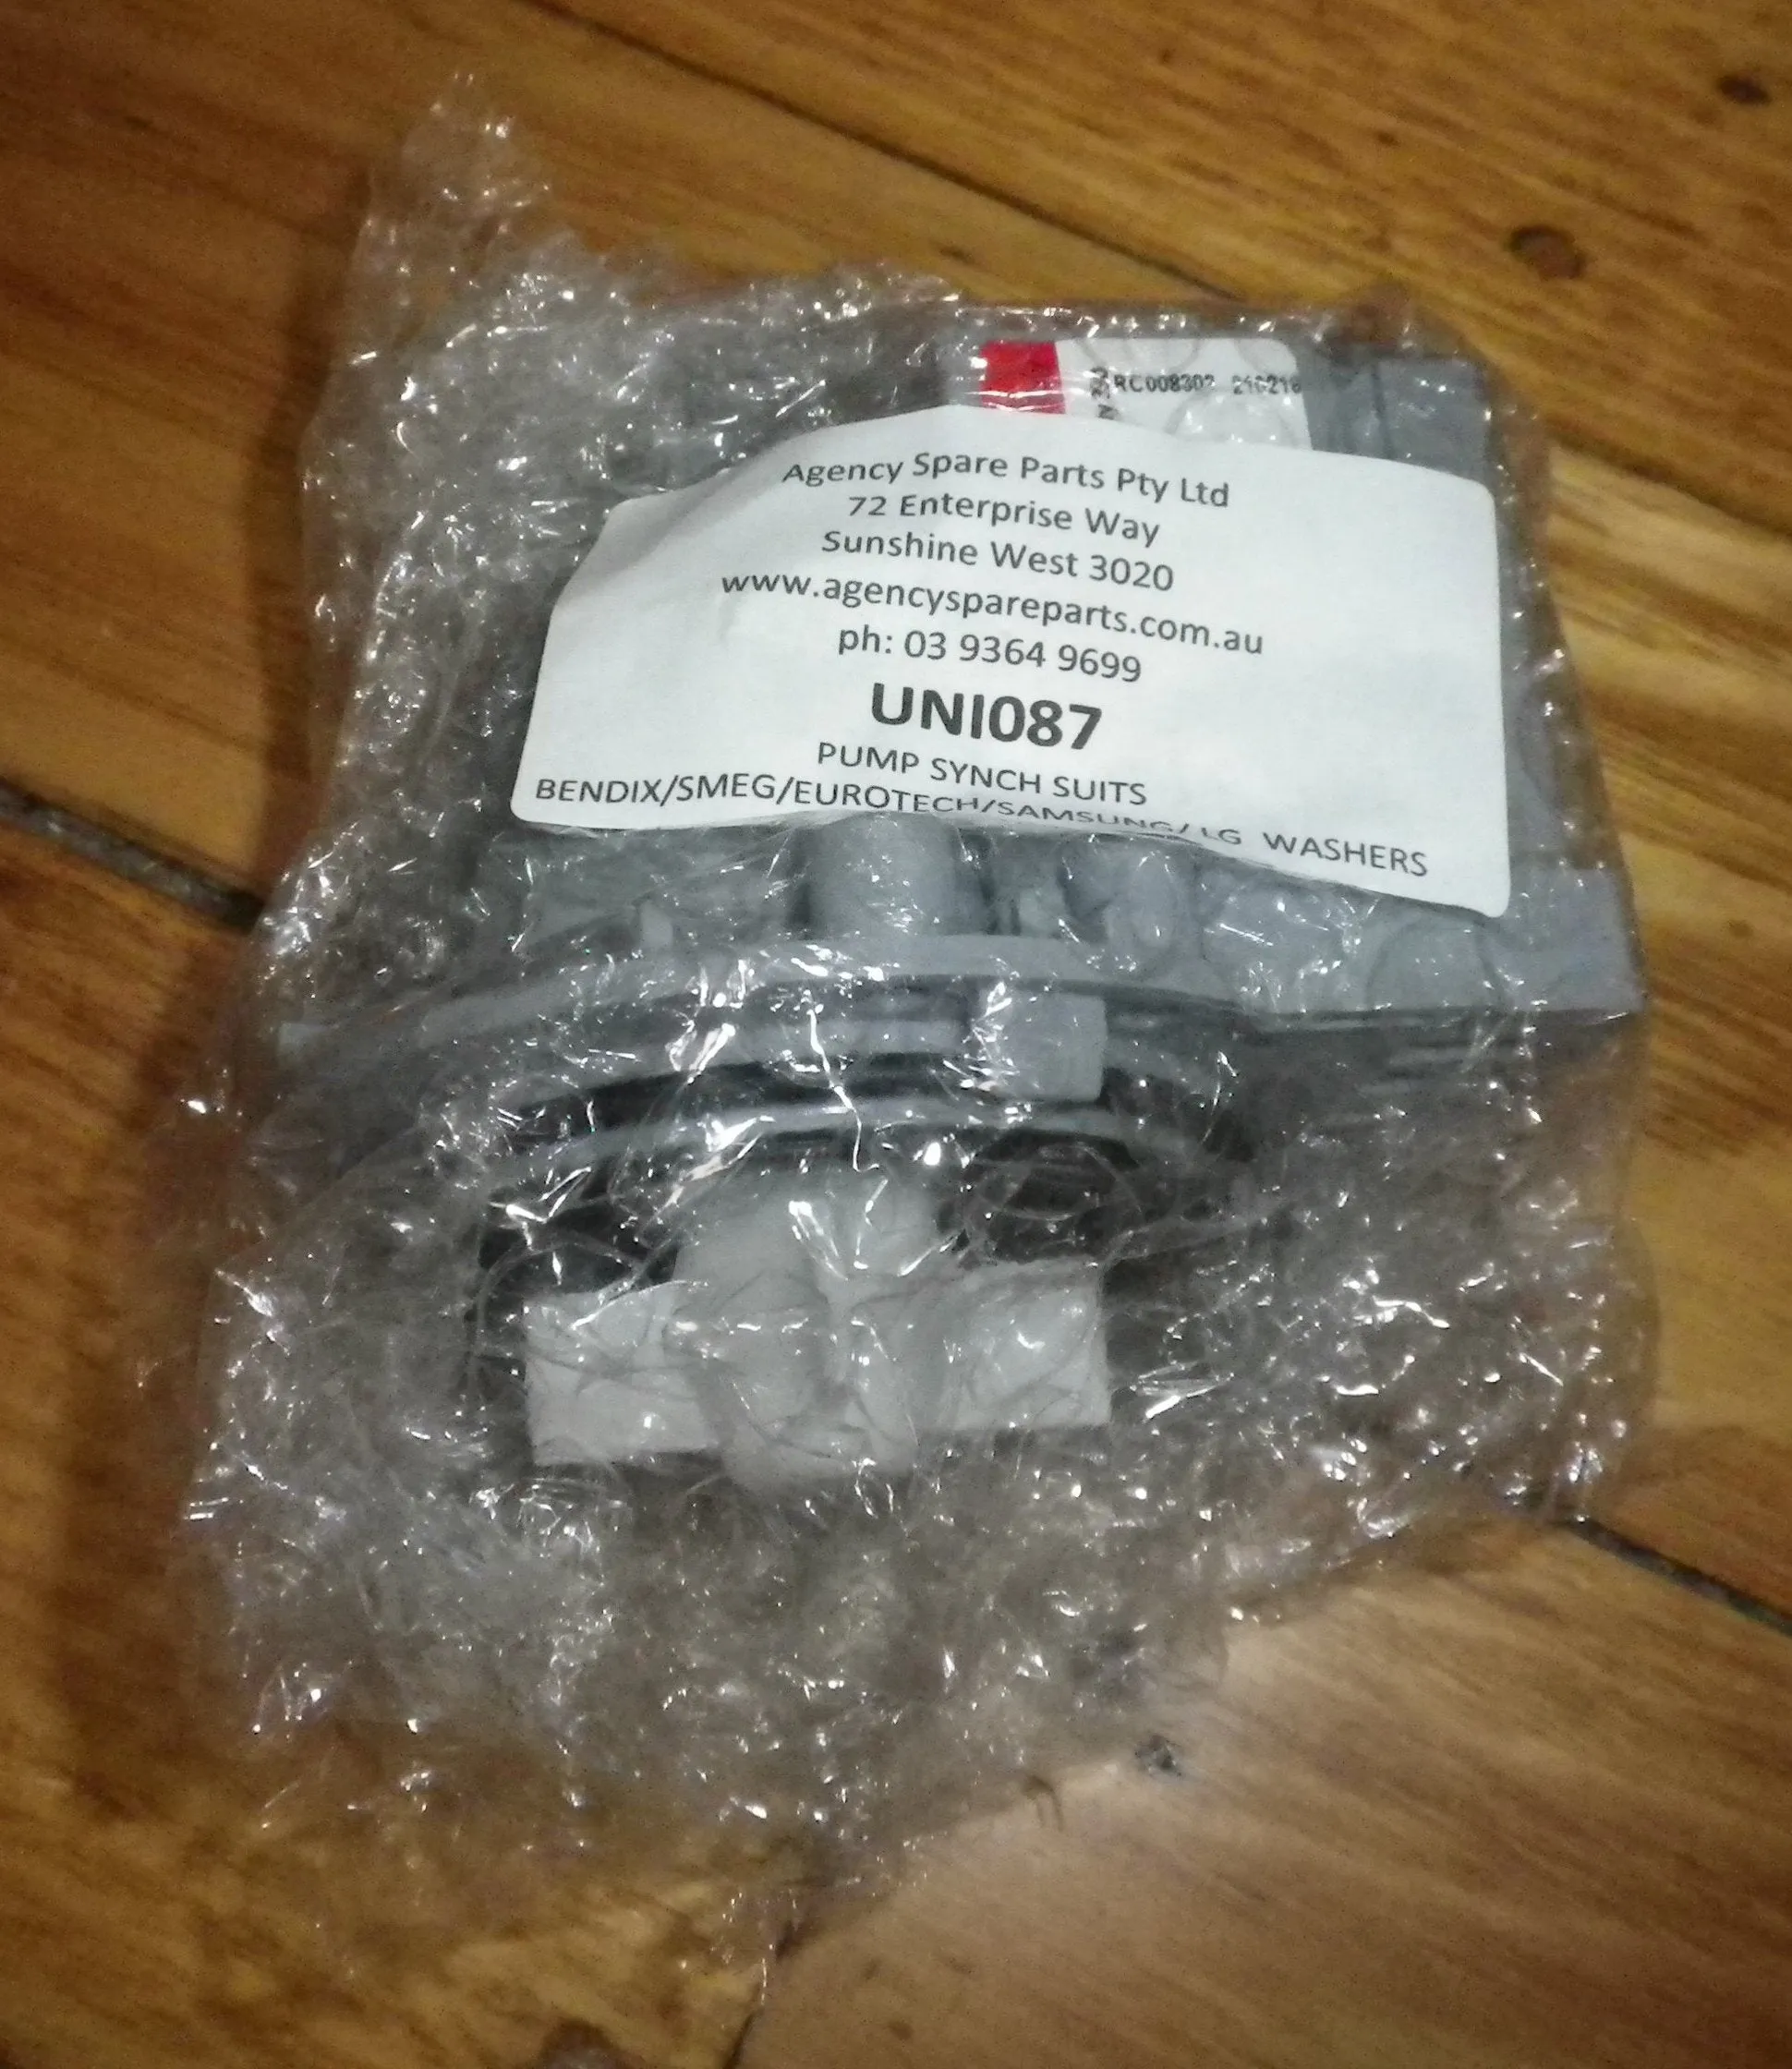 RC008302 210216
Agency Spare Parts Pty Ltd
72 Enterprise Way
Sunshine West 3020
www.agencyspareparts.com.au
ph: 03 9364 9699
UNI087
PUMP SYNCH SUITS
BENDIX/SMEG/EUROTECH/SAMSUNG/LG WASHERS